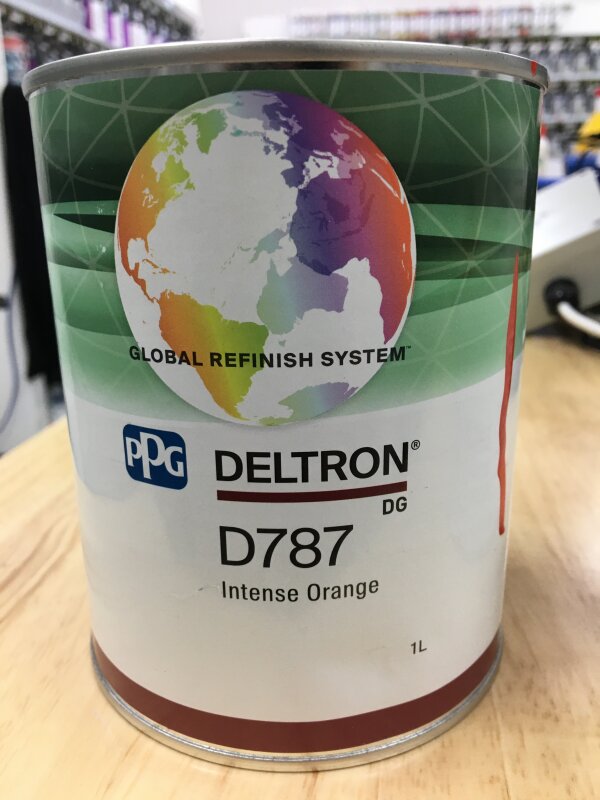 GLOBAL REFINISH SYSTEM™
PPG
DELTRON®
DG
D787
Intense Orange
1L